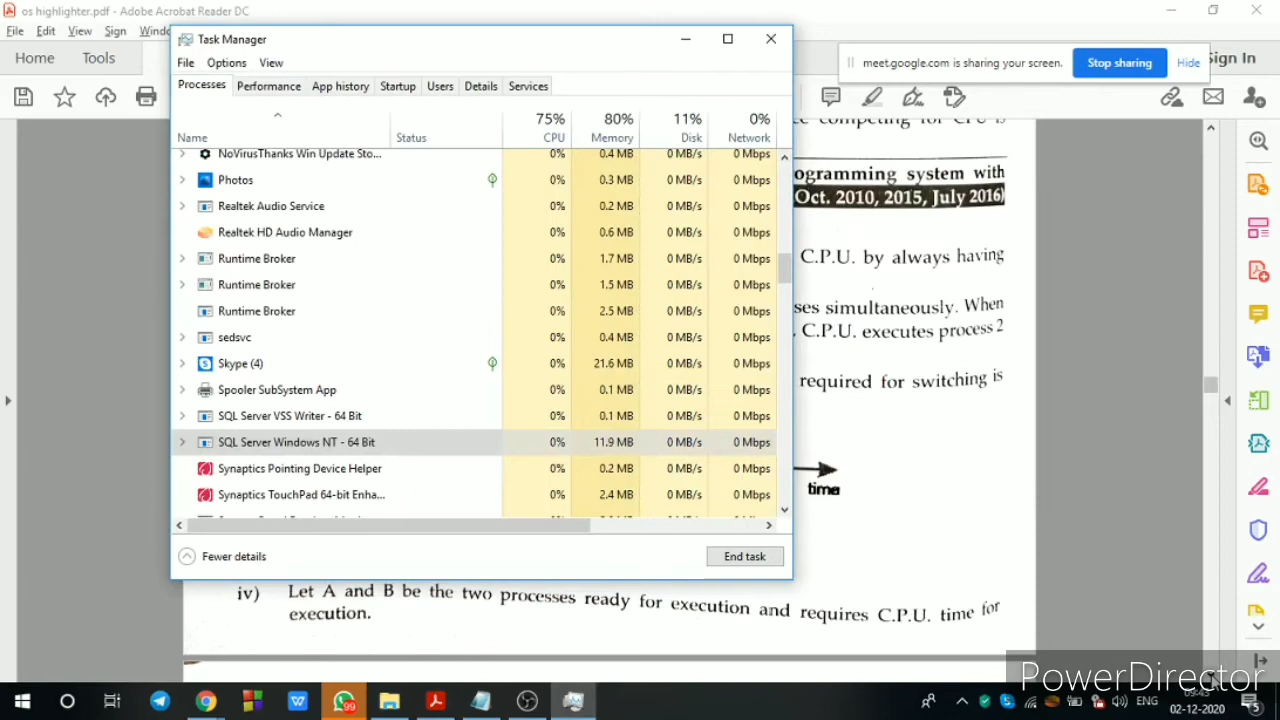 os highlighter.pdf - Adobe Acrobat Reader DC
File Edit View Sign Windo
Home Tools
Sign In
meet.google.com is sharing your screen. Stop sharing Hide
Task Manager
File Options View
Processes Performance App history Startup Users Details Services
75% 80% 11% 0%
Name Status CPU Memory Disk Network
NoVirusThanks Win Update Sto... 0% 0.4 MB 0 MB/s 0 Mbps
Photos 0% 0.3 MB 0 MB/s 0 Mbps
Realtek Audio Service 0% 0.2 MB 0 MB/s 0 Mbps
Realtek HD Audio Manager 0% 0.6 MB 0 MB/s 0 Mbps
Runtime Broker 0% 1.7 MB 0 MB/s 0 Mbps
Runtime Broker 0% 1.5 MB 0 MB/s 0 Mbps
Runtime Broker 0% 2.5 MB 0 MB/s 0 Mbps
sedsvc 0% 0.4 MB 0 MB/s 0 Mbps
Skype (4) 0% 21.6 MB 0 MB/s 0 Mbps
Spooler SubSystem App 0% 0.1 MB 0 MB/s 0 Mbps
SQL Server VSS Writer - 64 Bit 0% 0.1 MB 0 MB/s 0 Mbps
SQL Server Windows NT - 64 Bit 0% 11.9 MB 0 MB/s 0 Mbps
Synaptics Pointing Device Helper 0% 0.2 MB 0 MB/s 0 Mbps
Synaptics TouchPad 64-bit Enha... 0% 2.4 MB 0 MB/s 0 Mbps
Fewer details End task
competing for CPU is
ogramming system with
Oct. 2010, 2015, July 2016)
C.P.U. by always having
ses simultaneously. When
C.P.U. executes process 2
required for switching is
time
iv) Let A and B be the two processes ready for execution and requires C.P.U. time for
execution.
PowerDirector
99
ENG
09:43
02-12-2020
5